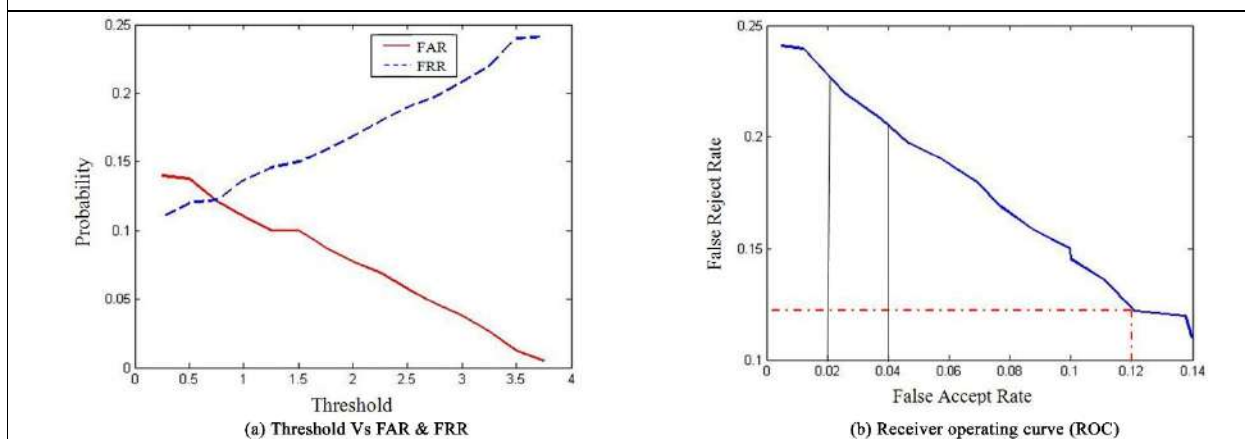 0.25
0.2
0.15
0.1
0.05
0
0 0.5 1 1.5 2 2.5 3 3.5 4
Probability
Threshold
FAR
FRR
(a) Threshold Vs FAR & FRR
0.25
0.2
0.15
0.1
0 0.02 0.04 0.06 0.08 0.1 0.12 0.14
False Reject Rate
False Accept Rate
(b) Receiver operating curve (ROC)